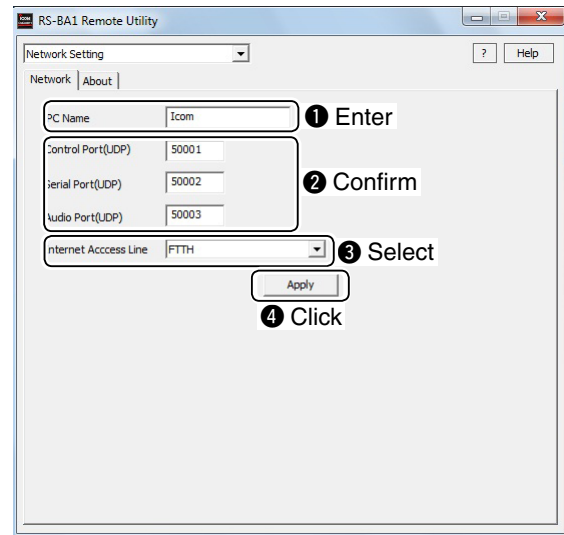 RS-BA1 Remote Utility
Network Setting
? Help
Network About
PC Name Icom ❶ Enter
Control Port(UDP) 50001
Serial Port(UDP) 50002 ❷ Confirm
Audio Port(UDP) 50003
Internet Acccess Line FTTH ❸ Select
Apply
❹ Click